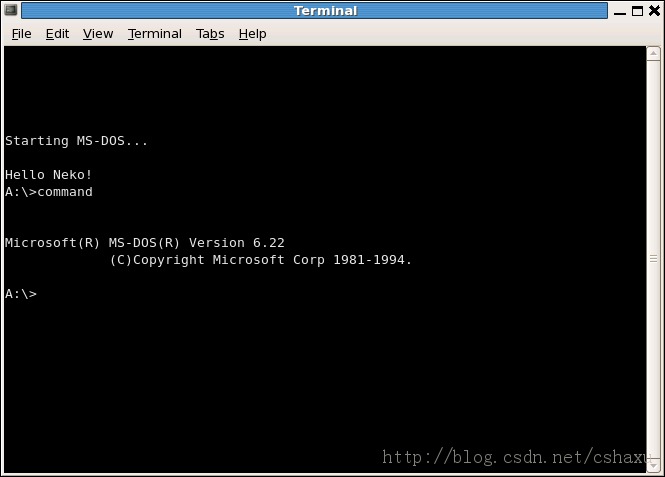 Terminal
File Edit View Terminal Tabs Help
Starting MS-DOS...
Hello Neko!
A:\>command
Microsoft(R) MS-DOS(R) Version 6.22
(C)Copyright Microsoft Corp 1981-1994.
A:\>
http://blog.csdn.net/cshaxu